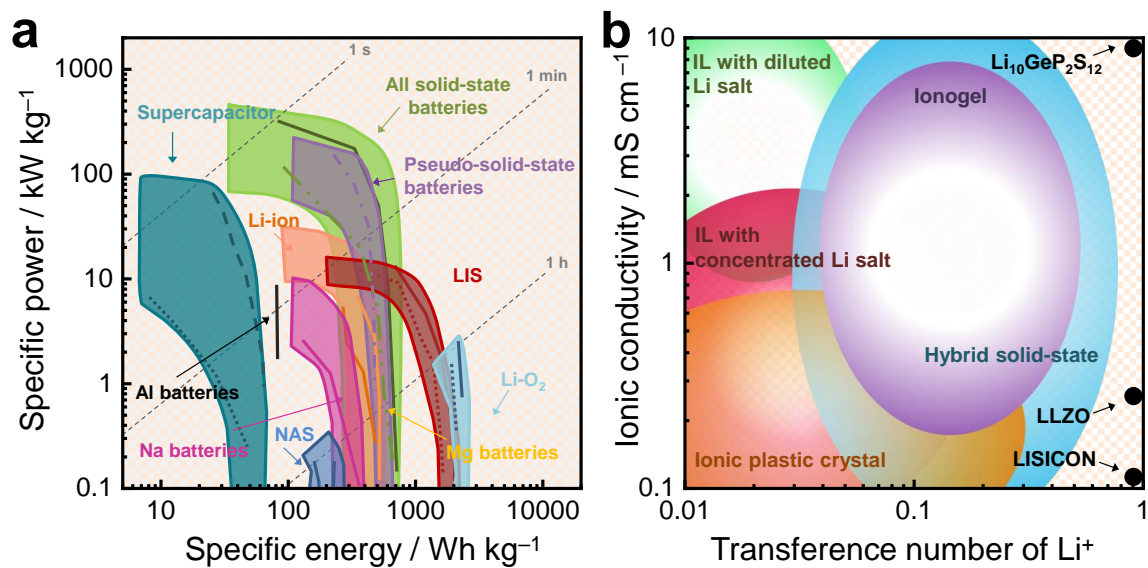 a
1000
100
10
1
0.1
10
100
1000
10000
Specific power / kW kg⁻¹
Specific energy / Wh kg⁻¹
1 s
1 min
1 h
All solid-state
batteries
Supercapacitor
Pseudo-solid-state
batteries
Li-ion
LIS
Al batteries
Li-O₂
NAS
Na batteries
Mg batteries
b
10
1
0.1
0.01
0.1
1
Ionic conductivity / mS cm⁻¹
Transference number of Li⁺
IL with diluted
Li salt
Li₁₀GeP₂S₁₂
Ionogel
IL with
concentrated Li salt
Hybrid solid-state
LLZO
Ionic plastic crystal
LISICON